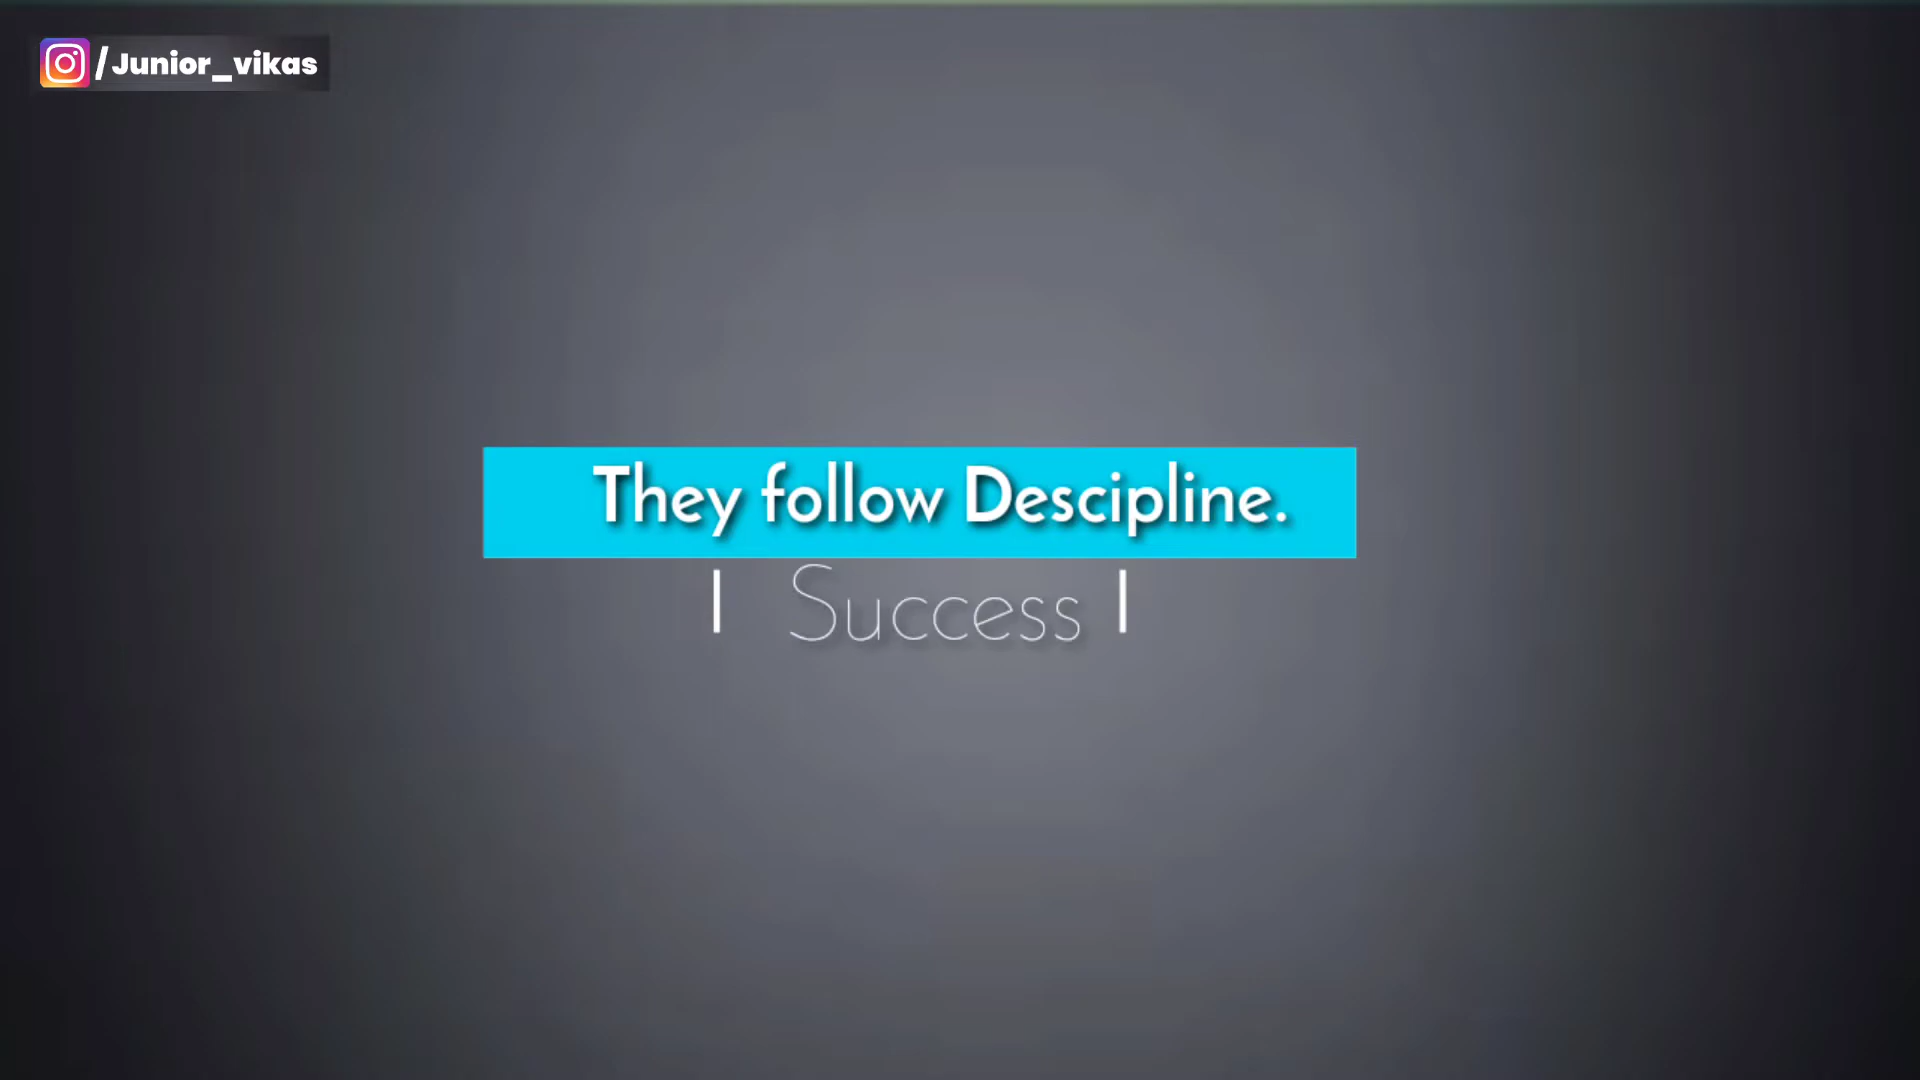 /Junior_vikas
They follow Descipline.
| Success |